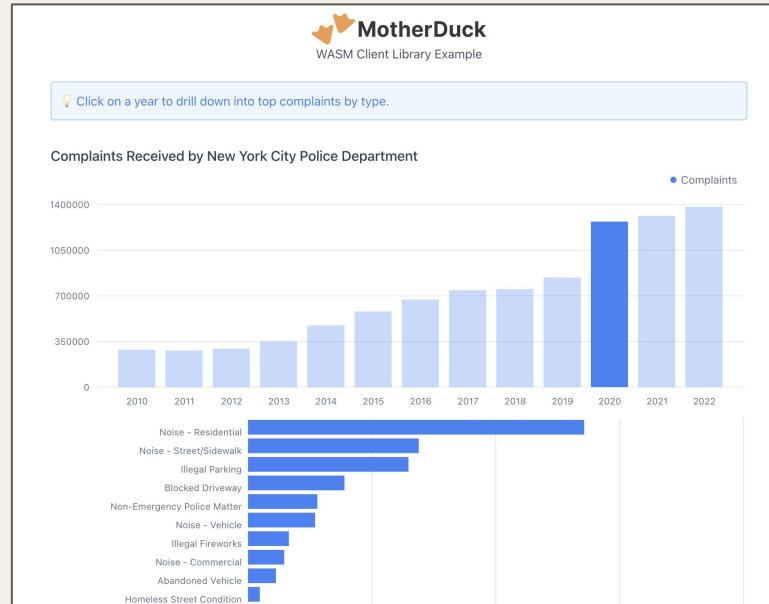 MotherDuck
WASM Client Library Example
💡 Click on a year to drill down into top complaints by type.
Complaints Received by New York City Police Department
Complaints
1400000
1050000
700000
350000
0
2010 2011 2012 2013 2014 2015 2016 2017 2018 2019 2020 2021 2022
Noise - Residential
Noise - Street/Sidewalk
Illegal Parking
Blocked Driveway
Non-Emergency Police Matter
Noise - Vehicle
Illegal Fireworks
Noise - Commercial
Abandoned Vehicle
Homeless Street Condition